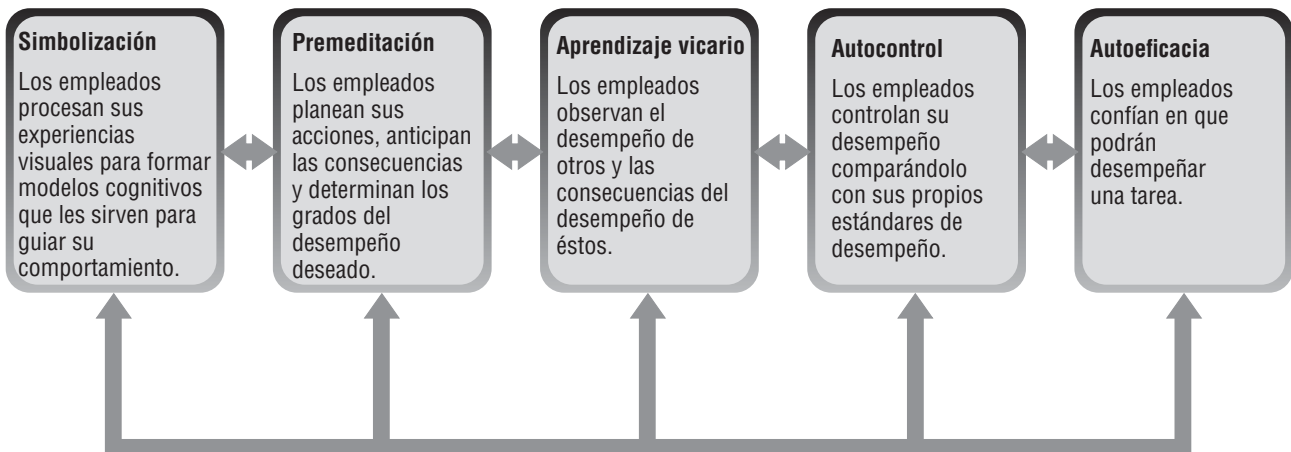 Simbolización
Los empleados
procesan sus
experiencias
visuales para formar
modelos cognitivos
que les sirven para
guiar su
comportamiento.
Premeditación
Los empleados
planean sus
acciones, anticipan
las consecuencias
y determinan los
grados del
desempeño
deseado.
Aprendizaje vicario
Los empleados
observan el
desempeño de
otros y las
consecuencias del
desempeño de
éstos.
Autocontrol
Los empleados
controlan su
desempeño
comparándolo
con sus propios
estándares de
desempeño.
Autoeficacia
Los empleados
confían en que
podrán
desempeñar
una tarea.